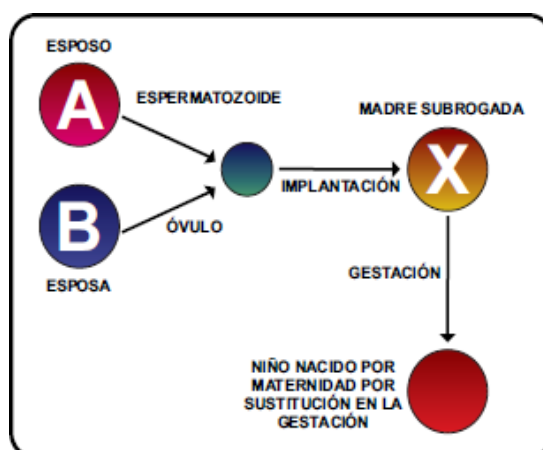 ESPOSO
A
ESPERMATOZOIDE
MADRE SUBROGADA
X
IMPLANTACIÓN
B
ÓVULO
ESPOSA
GESTACIÓN
NIÑO NACIDO POR
MATERNIDAD POR
SUSTITUCIÓN EN LA
GESTACIÓN